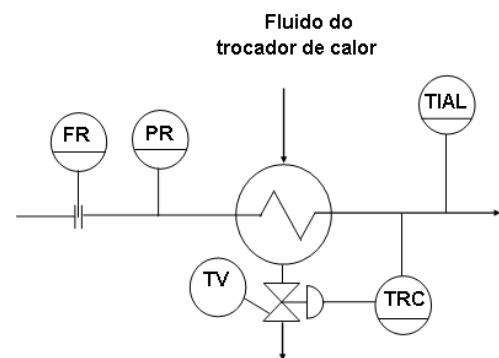 Fluido do
trocador de calor
TIAL
FR
PR
TV
TRC